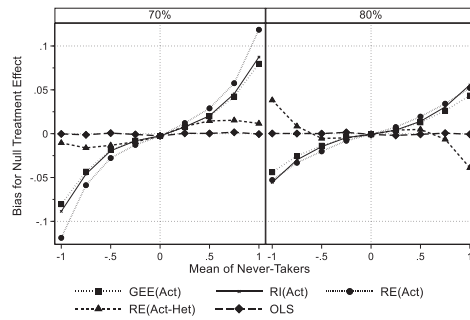 70% 80%
Bias for Null Treatment Effect
.1
.05
0
-.05
-.1
-1 -.5 0 .5 1 -1 -.5 0 .5 1
Mean of Never-Takers
GEE(Act) RI(Act) RE(Act)
RE(Act-Het) OLS